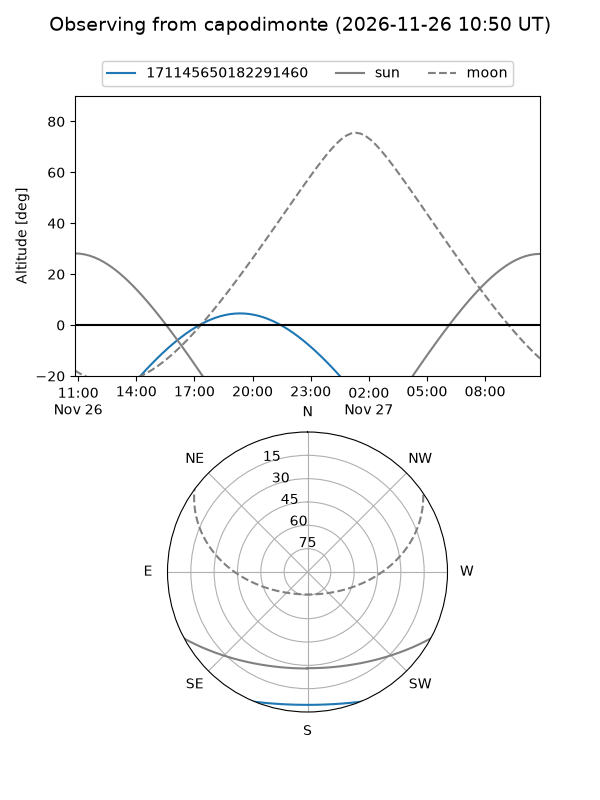 Observing from capodimonte (2026-11-26 10:50 UT)
171145650182291460 sun moon
80
60
40
20
0
−20
Altitude [deg]
11:00 14:00 17:00 20:00 23:00 02:00 05:00 08:00
Nov 26 Nov 27
N
NE NW
15
30
45
60
75
E W
SE SW
S